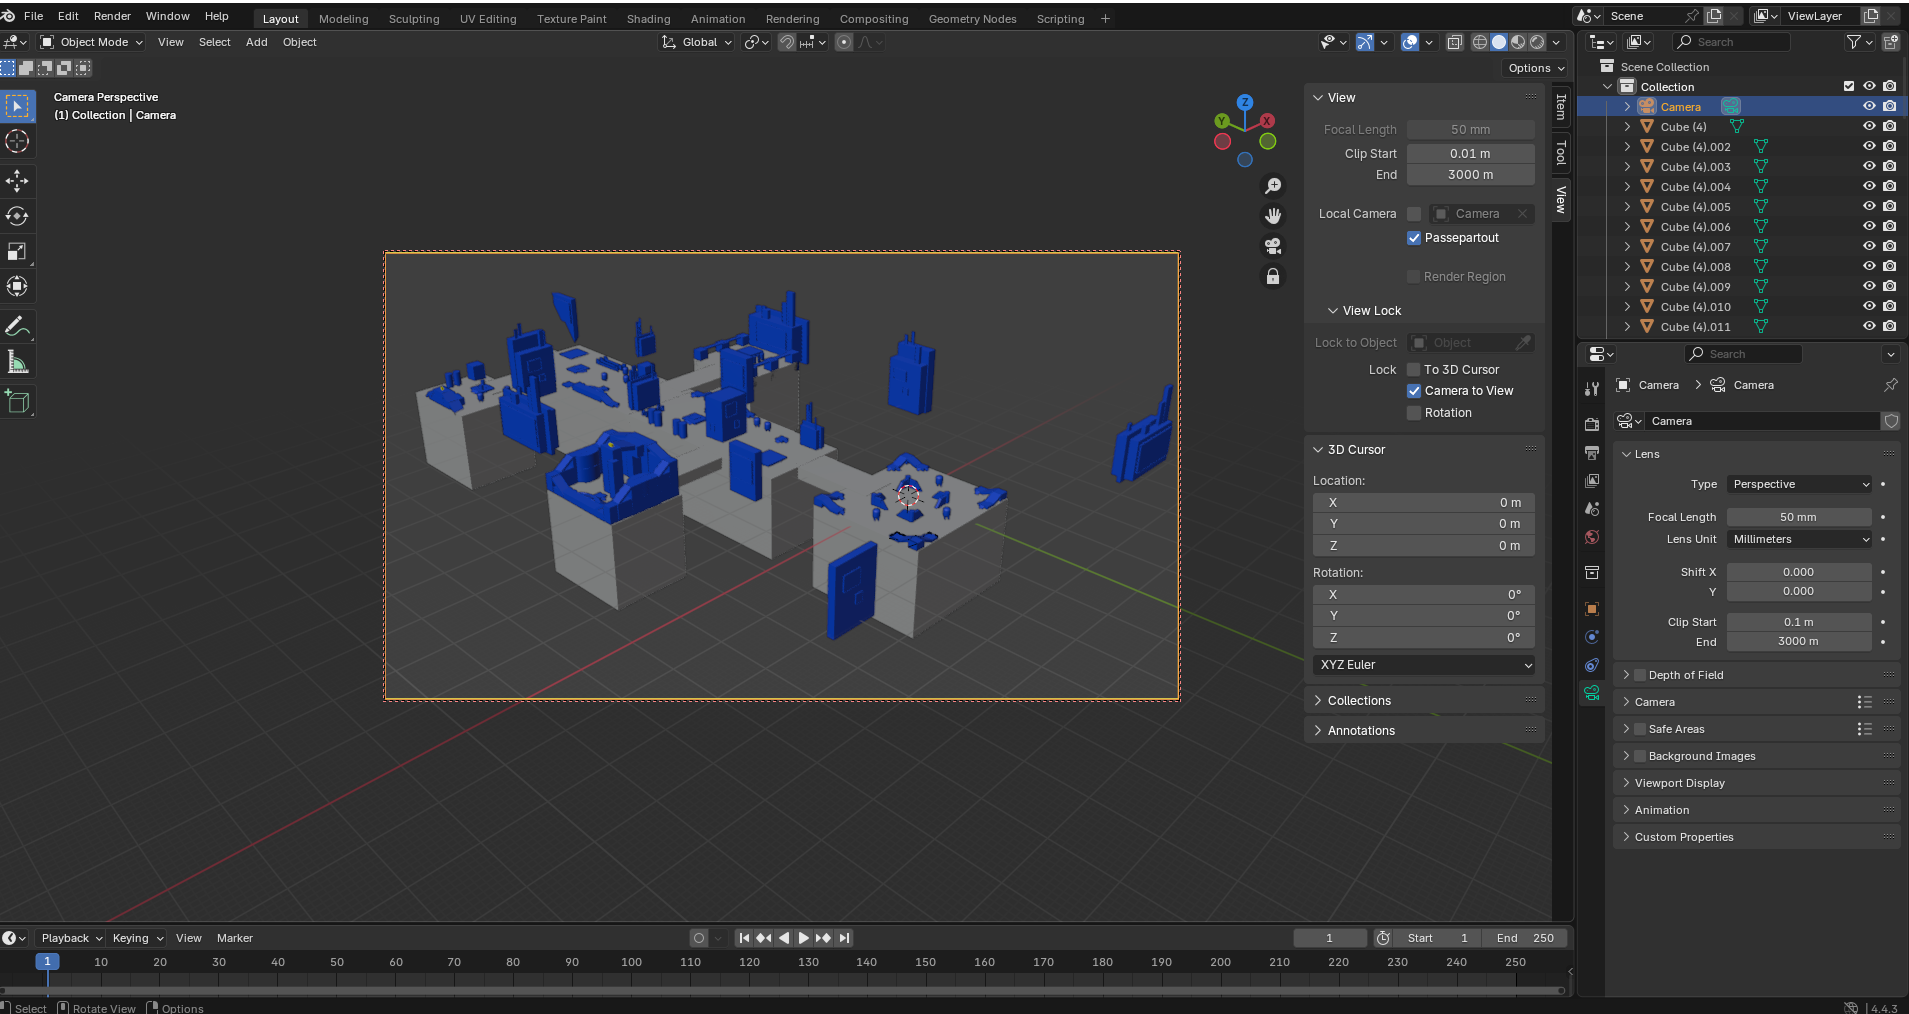 File Edit Render Window Help Layout Modeling Sculpting UV Editing Texture Paint Shading Animation Rendering Compositing Geometry Nodes Scripting + Scene ViewLayer
Object Mode View Select Add Object Global Search
Options
Scene Collection
Collection
Camera
Cube (4)
Cube (4).002
Cube (4).003
Cube (4).004
Cube (4).005
Cube (4).006
Cube (4).007
Cube (4).008
Cube (4).009
Cube (4).010
Cube (4).011
Camera Perspective
(1) Collection | Camera
Z
Y X
View
Focal Length 50 mm
Clip Start 0.01 m
End 3000 m
Local Camera Camera
Passepartout
Render Region
View Lock
Lock to Object Object
Lock To 3D Cursor
Camera to View
Rotation
3D Cursor
Location:
X 0 m
Y 0 m
Z 0 m
Rotation:
X 0°
Y 0°
Z 0°
XYZ Euler
Collections
Annotations
Item
Tool
View
Search
Camera Camera
Camera
Lens
Type Perspective
Focal Length 50 mm
Lens Unit Millimeters
Shift X 0.000
Y 0.000
Clip Start 0.1 m
End 3000 m
Depth of Field
Camera
Safe Areas
Background Images
Viewport Display
Animation
Custom Properties
Playback Keying View Marker 1 Start 1 End 250
1 10 20 30 40 50 60 70 80 90 100 110 120 130 140 150 160 170 180 190 200 210 220 230 240 250
Select Rotate View Options 4.4.3